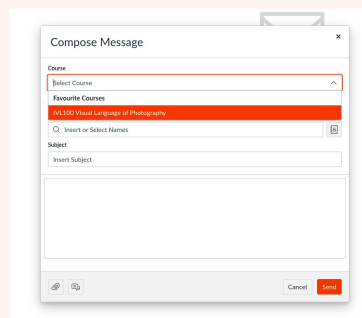 Compose Message
Course
Select Course
Favourite Courses
IVL100 Visual Language of Photography
Insert or Select Names
Subject
Insert Subject
Cancel Send